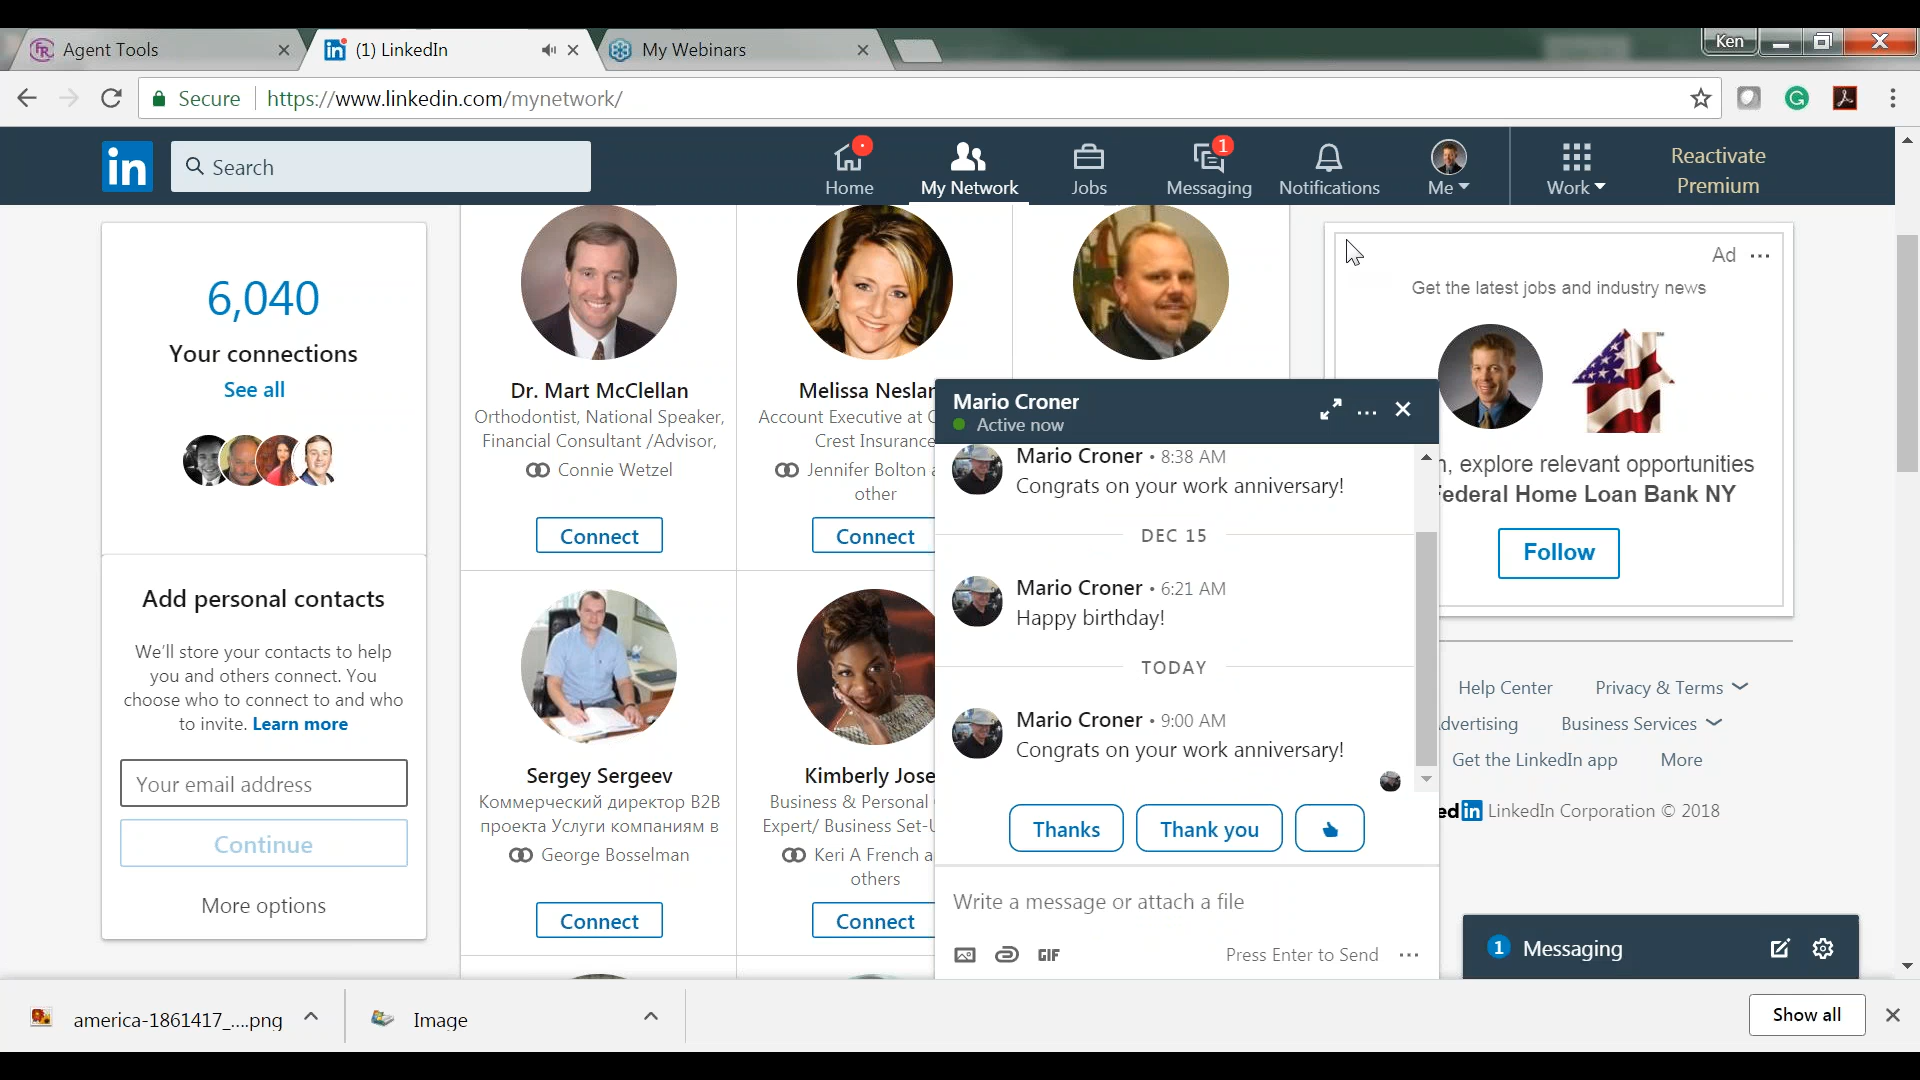 Agent Tools
(1) LinkedIn
My Webinars
Ken
Secure
https://www.linkedin.com/mynetwork/
in
Search
Home
My Network
Jobs
1
Messaging
Notifications
Me
Work
Reactivate
Premium
6,040
Your connections
See all
Add personal contacts
We'll store your contacts to help
you and others connect. You
choose who to connect to and who
to invite. Learn more
Your email address
Continue
More options
Dr. Mart McClellan
Orthodontist, National Speaker,
Financial Consultant /Advisor,
Connie Wetzel
Connect
Melissa Neslar
Account Executive at
Crest Insurance
Jennifer Bolton
other
Connect
Sergey Sergeev
Коммерческий директор B2B
проекта Услуги компаниям в
George Bosselman
Connect
Kimberly Jose
Business & Personal
Expert/ Business Set-U
Keri A French a
others
Connect
Mario Croner
Active now
Mario Croner • 8:38 AM
Congrats on your work anniversary!
DEC 15
Mario Croner • 6:21 AM
Happy birthday!
TODAY
Mario Croner • 9:00 AM
Congrats on your work anniversary!
Thanks
Thank you
Write a message or attach a file
GIF
Press Enter to Send
Ad
Get the latest jobs and industry news
n, explore relevant opportunities
Federal Home Loan Bank NY
Follow
Help Center
Privacy & Terms
dvertising
Business Services
Get the LinkedIn app
More
edin LinkedIn Corporation © 2018
1 Messaging
america-1861417_....png
Image
Show all